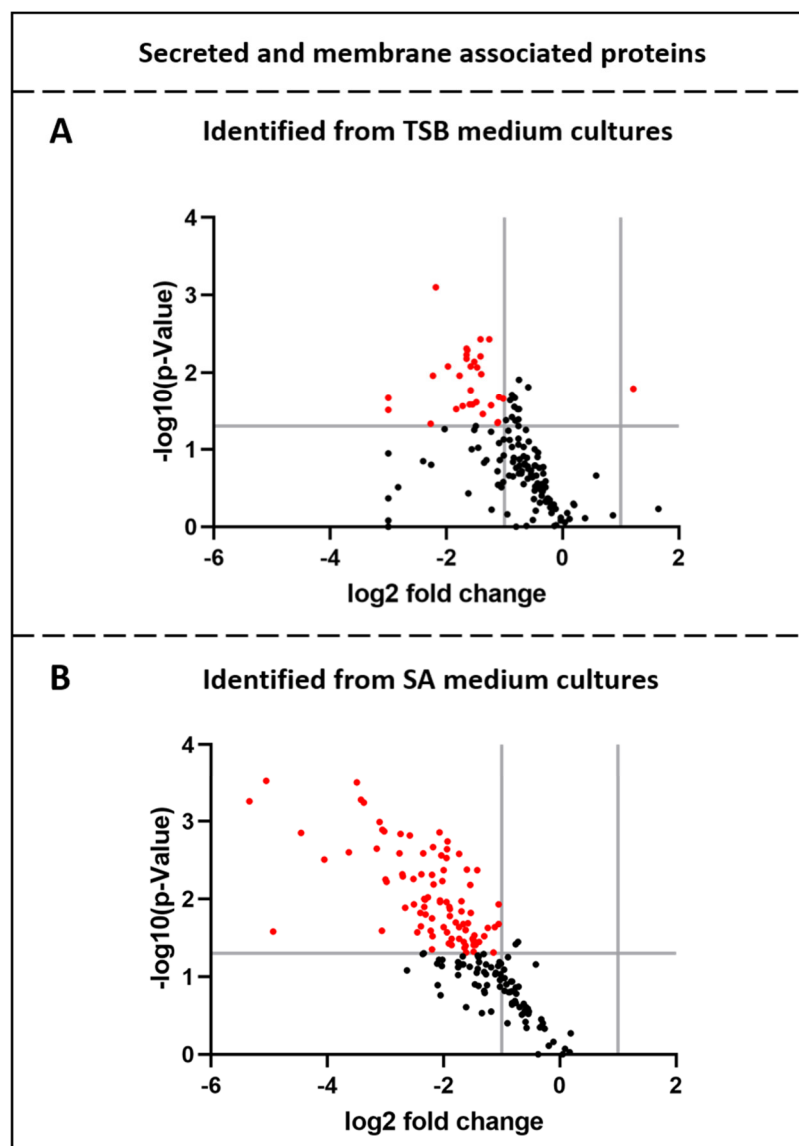 Secreted and membrane associated proteins
A
Identified from TSB medium cultures
4
3
2
1
0
-log10(p-Value)
-6
-4
-2
0
2
log2 fold change
B
Identified from SA medium cultures
4
3
2
1
0
-log10(p-Value)
-6
-4
-2
0
2
log2 fold change